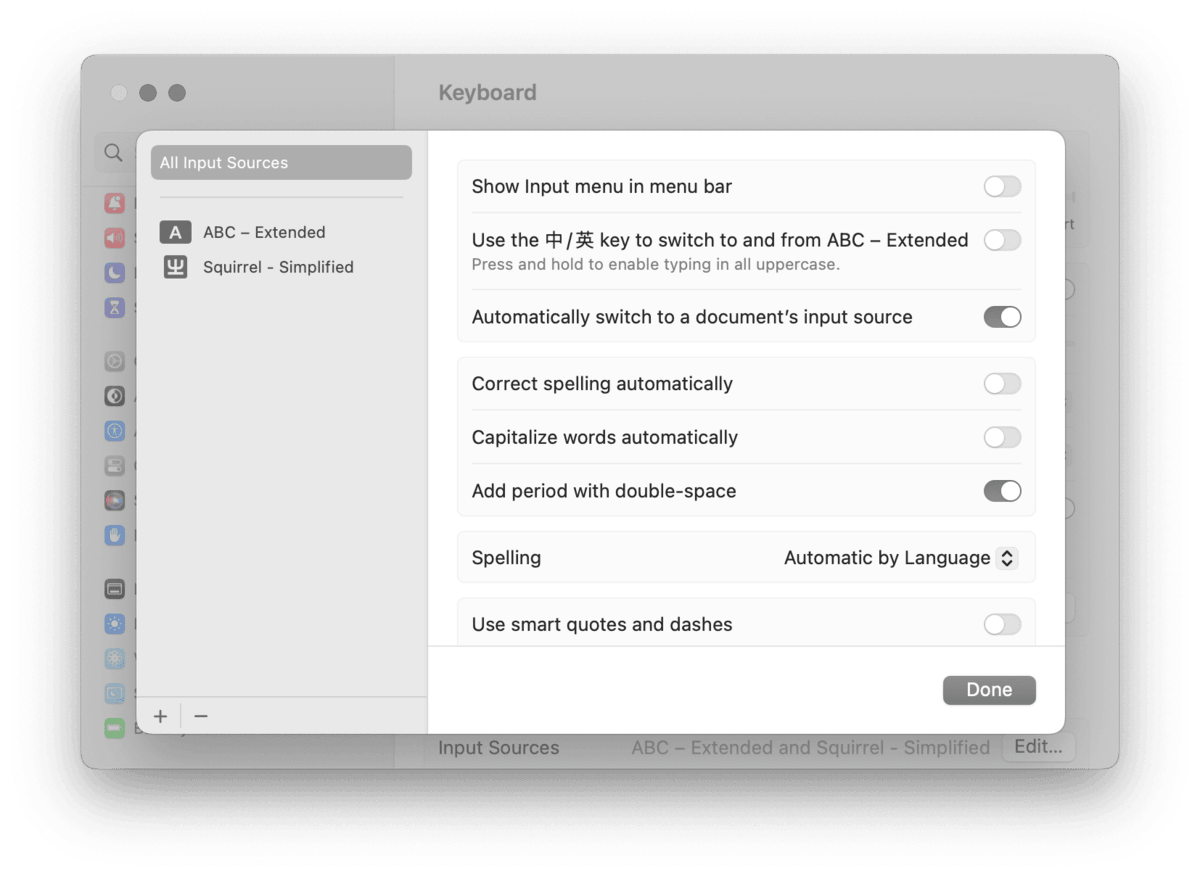 Keyboard
All Input Sources
A ABC – Extended
Squirrel - Simplified
Show Input menu in menu bar
Use the 中/英 key to switch to and from ABC – Extended
Press and hold to enable typing in all uppercase.
Automatically switch to a document’s input source
Correct spelling automatically
Capitalize words automatically
Add period with double-space
Spelling Automatic by Language
Use smart quotes and dashes
+ −
Done
Input Sources ABC – Extended and Squirrel - Simplified Edit...